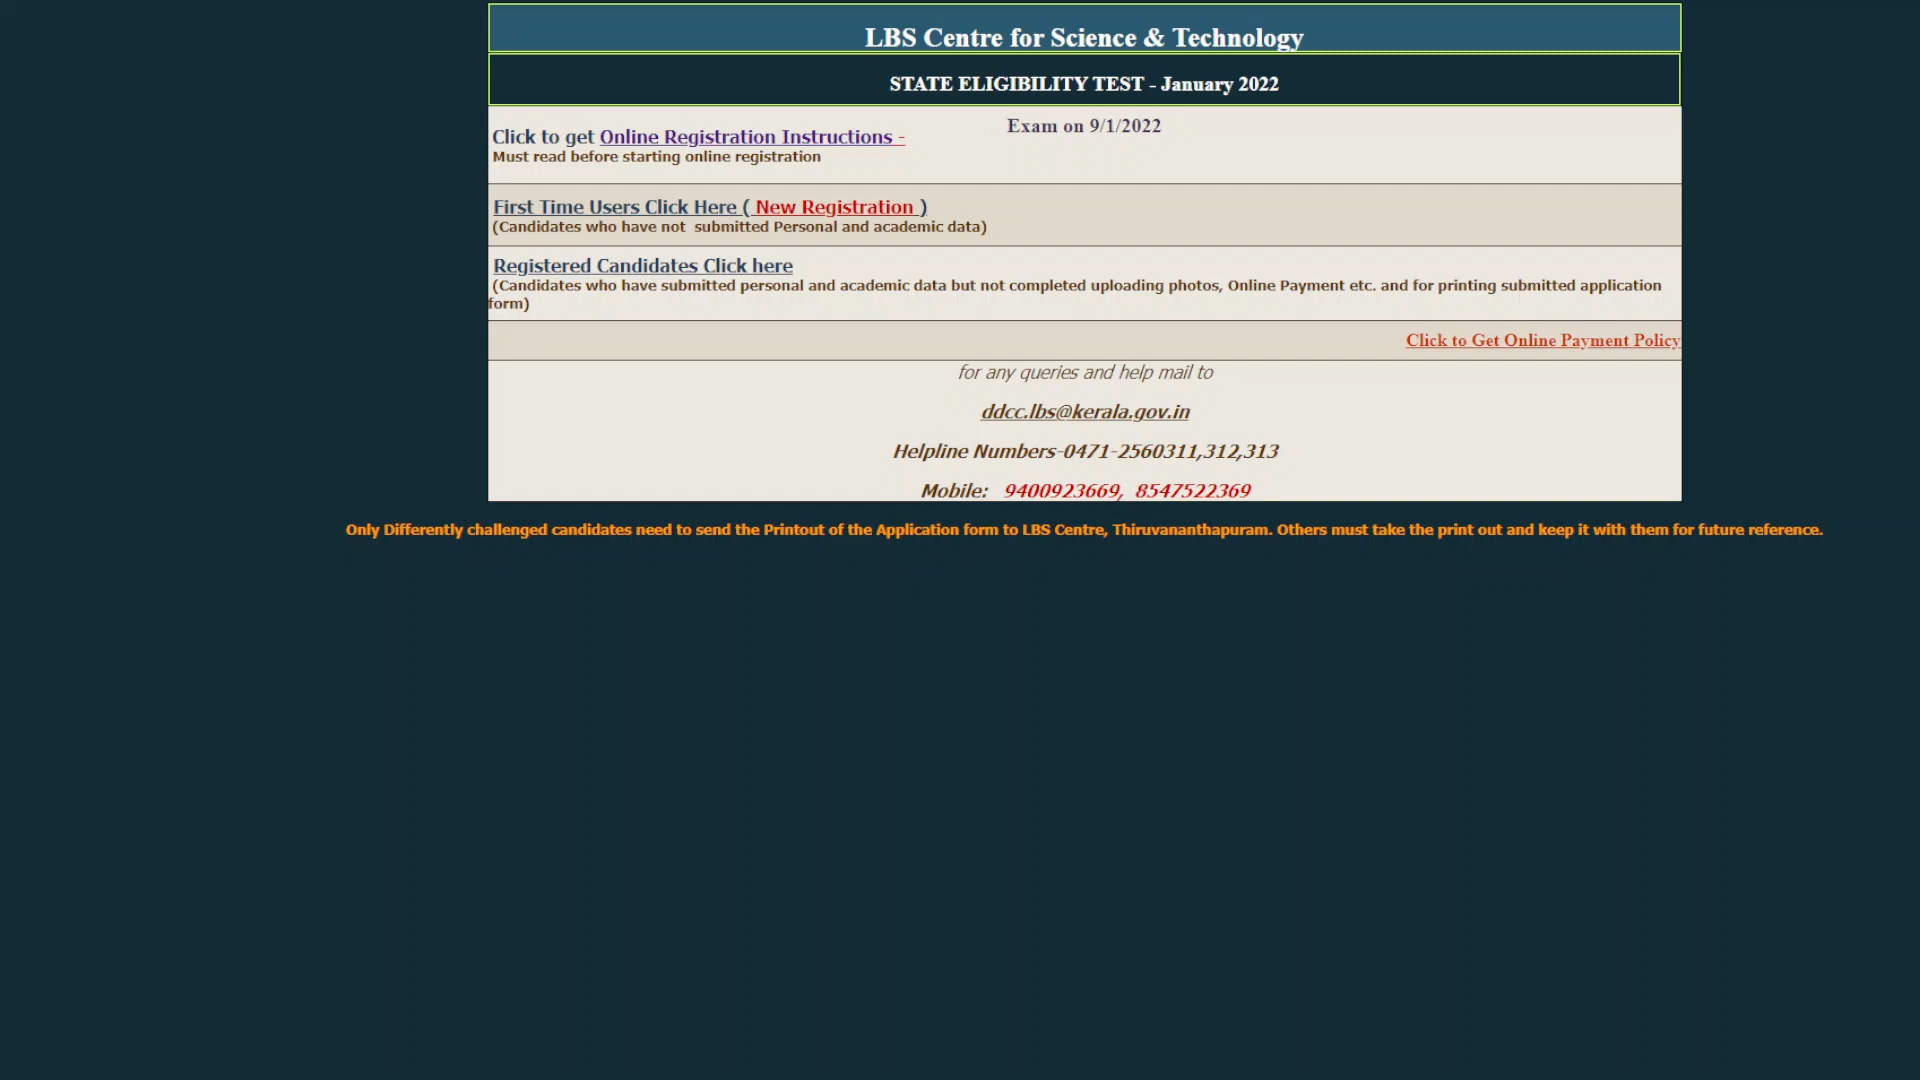 LBS Centre for Science & Technology
STATE ELIGIBILITY TEST - January 2022
Exam on 9/1/2022
Click to get Online Registration Instructions -
Must read before starting online registration
First Time Users Click Here ( New Registration )
(Candidates who have not submitted Personal and academic data)
Registered Candidates Click here
(Candidates who have submitted personal and academic data but not completed uploading photos, Online Payment etc. and for printing submitted application
form)
Click to Get Online Payment Policy
for any queries and help mail to
ddcc.lbs@kerala.gov.in
Helpline Numbers-0471-2560311,312,313
Mobile: 9400923669, 8547522369
Only Differently challenged candidates need to send the Printout of the Application form to LBS Centre, Thiruvananthapuram. Others must take the print out and keep it with them for future reference.